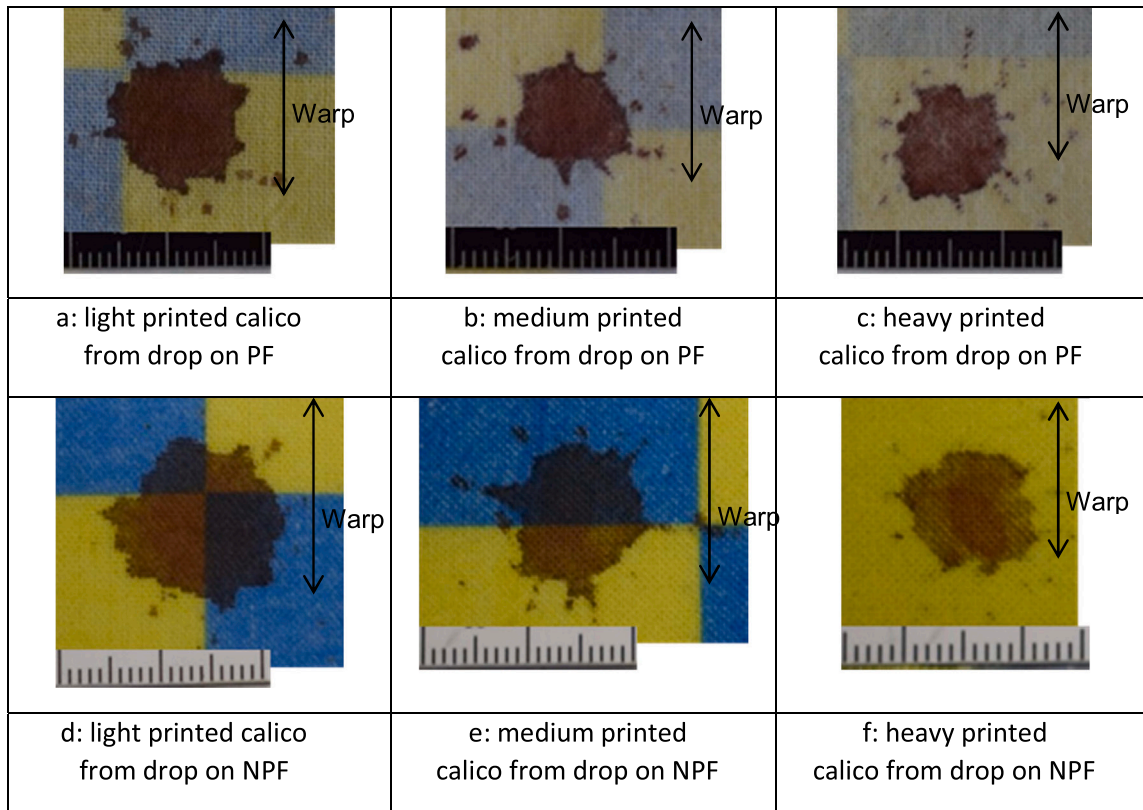 Warp
Warp
Warp
a: light printed calico
from drop on PF
b: medium printed
calico from drop on PF
c: heavy printed
calico from drop on PF
Warp
Warp
Warp
d: light printed calico
from drop on NPF
e: medium printed
calico from drop on NPF
f: heavy printed
calico from drop on NPF